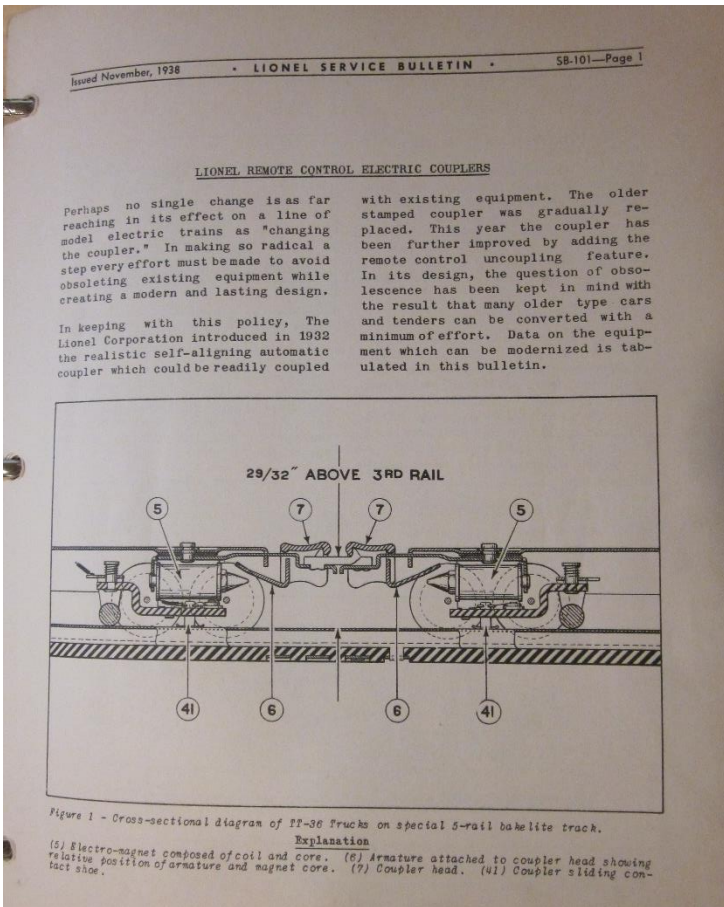 Issued November, 1938 • LIONEL SERVICE BULLETIN • SB-101—Page 1
LIONEL REMOTE CONTROL ELECTRIC COUPLERS
Perhaps no single change is as far
reaching in its effect on a line of
model electric trains as "changing
the coupler." In making so radical a
step every effort must be made to avoid
obsoleting existing equipment while
creating a modern and lasting design.
In keeping with this policy, The
Lionel Corporation introduced in 1932
the realistic self-aligning automatic
coupler which could be readily coupled
with existing equipment. The older
stamped coupler was gradually re-
placed. This year the coupler has
been further improved by adding the
remote control uncoupling feature.
In its design, the question of obso-
lescence has been kept in mind with
the result that many older type cars
and tenders can be converted with a
minimum of effort. Data on the equip-
ment which can be modernized is tab-
ulated in this bulletin.
29/32" ABOVE 3RD RAIL
5 7 7 5
41 6 6 41
Figure 1 - Cross-sectional diagram of TT-36 Trucks on special 5-rail bakelite track.
Explanation
(5) Electro-magnet composed of coil and core. (6) Armature attached to coupler head showing
relative position of armature and magnet core. (7) Coupler head. (41) Coupler sliding con-
tact shoe.